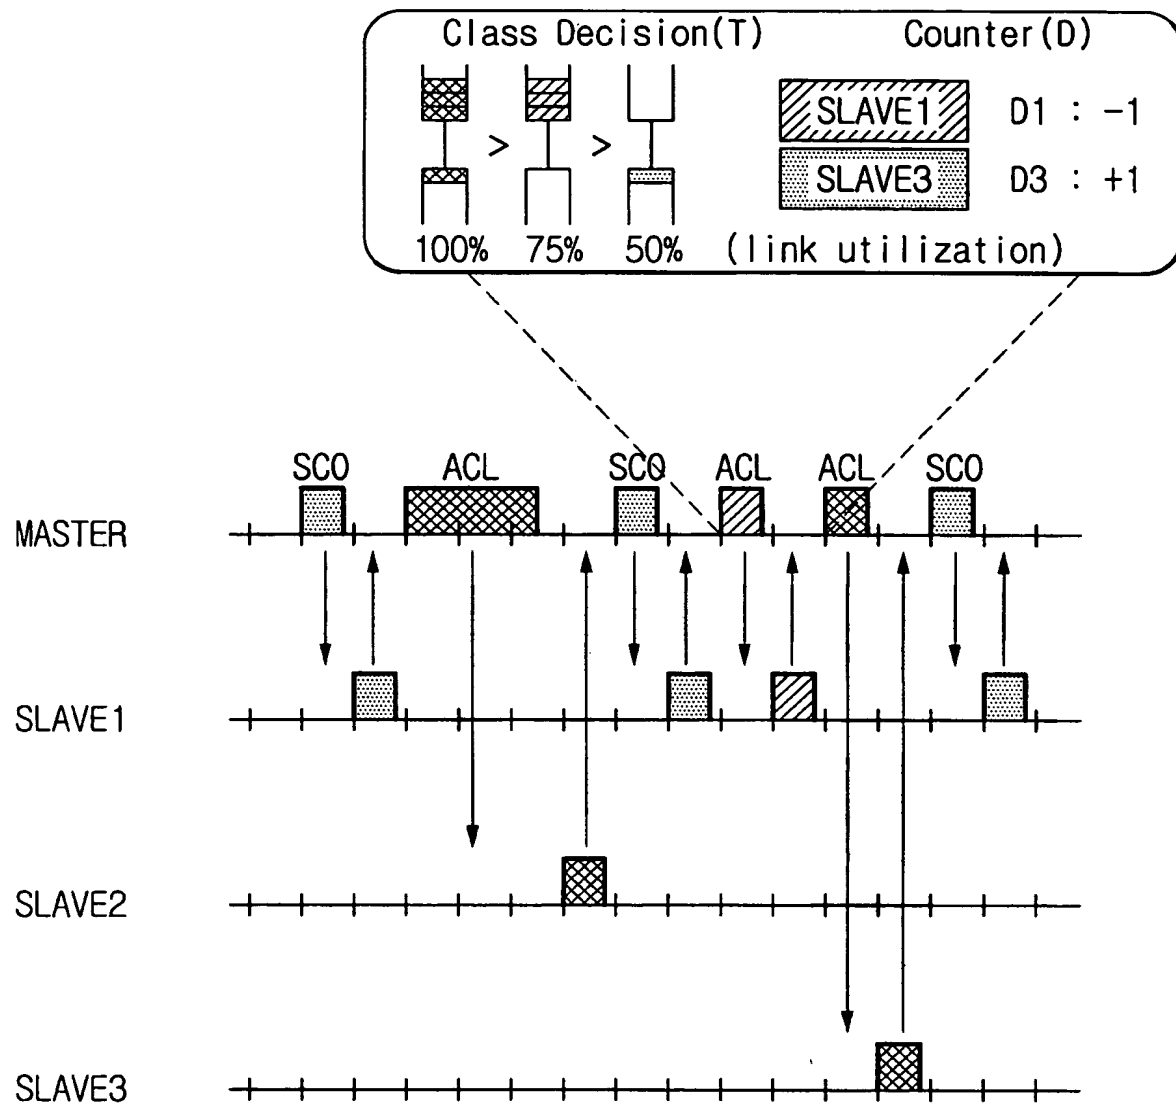 Class Decision(T) Counter(D)
> >
SLAVE1 D1 : -1
SLAVE3 D3 : +1
100% 75% 50% (link utilization)
SCO ACL SCO ACL ACL SCO
MASTER
SLAVE1
SLAVE2
SLAVE3